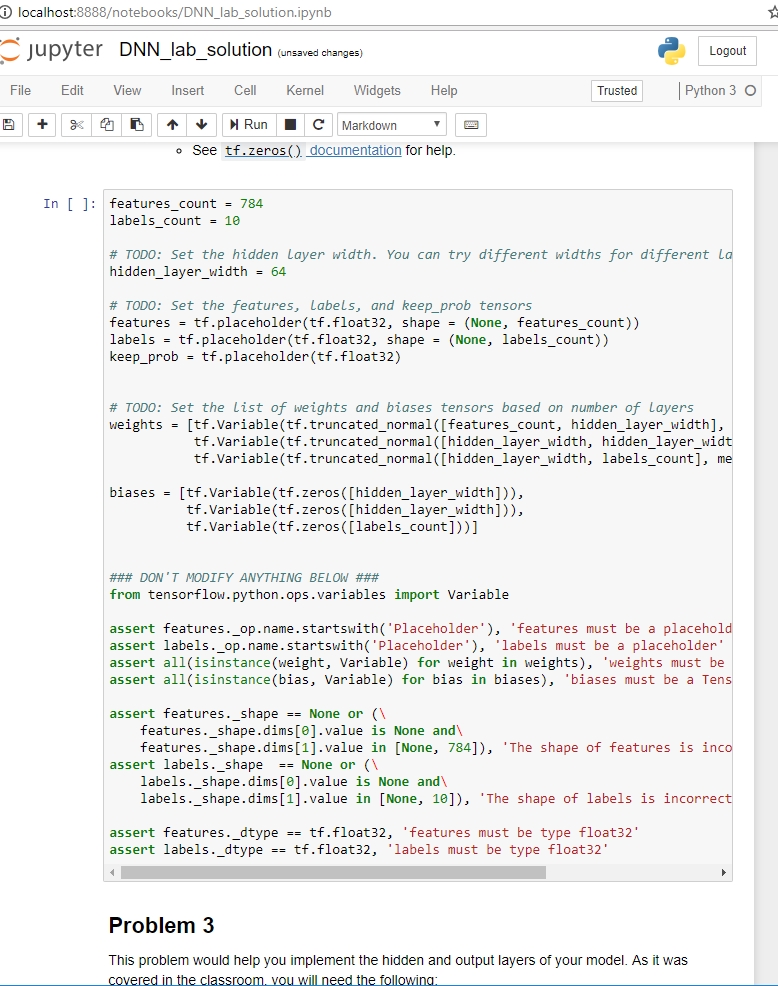 localhost:8888/notebooks/DNN_lab_solution.ipynb
jupyter DNN_lab_solution (unsaved changes)
Logout
File Edit View Insert Cell Kernel Widgets Help Trusted Python 3
Run Markdown
See tf.zeros() documentation for help.
In [ ]: features_count = 784
labels_count = 10
# TODO: Set the hidden layer width. You can try different widths for different la
hidden_layer_width = 64
# TODO: Set the features, labels, and keep_prob tensors
features = tf.placeholder(tf.float32, shape = (None, features_count))
labels = tf.placeholder(tf.float32, shape = (None, labels_count))
keep_prob = tf.placeholder(tf.float32)
# TODO: Set the list of weights and biases tensors based on number of layers
weights = [tf.Variable(tf.truncated_normal([features_count, hidden_layer_width],
tf.Variable(tf.truncated_normal([hidden_layer_width, hidden_layer_widt
tf.Variable(tf.truncated_normal([hidden_layer_width, labels_count], me
biases = [tf.Variable(tf.zeros([hidden_layer_width])),
tf.Variable(tf.zeros([hidden_layer_width])),
tf.Variable(tf.zeros([labels_count]))]
### DON'T MODIFY ANYTHING BELOW ###
from tensorflow.python.ops.variables import Variable
assert features._op.name.startswith('Placeholder'), 'features must be a placehold
assert labels._op.name.startswith('Placeholder'), 'labels must be a placeholder'
assert all(isinstance(weight, Variable) for weight in weights), 'weights must be
assert all(isinstance(bias, Variable) for bias in biases), 'biases must be a Tens
assert features._shape == None or (\
features._shape.dims[0].value is None and\
features._shape.dims[1].value in [None, 784]), 'The shape of features is inco
assert labels._shape  == None or (\
labels._shape.dims[0].value is None and\
labels._shape.dims[1].value in [None, 10]), 'The shape of labels is incorrect
assert features._dtype == tf.float32, 'features must be type float32'
assert labels._dtype == tf.float32, 'labels must be type float32'
Problem 3
This problem would help you implement the hidden and output layers of your model. As it was
covered in the classroom, you will need the following: